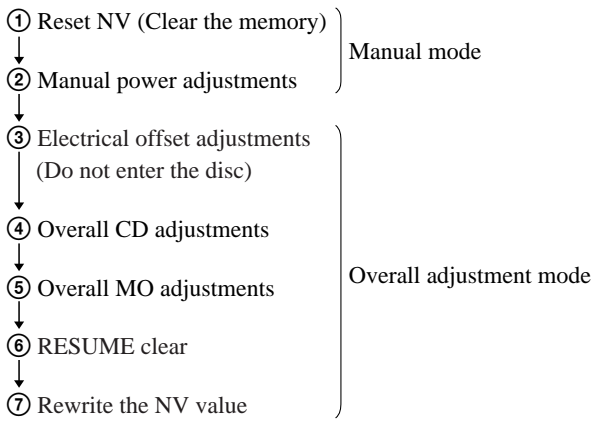 ① Reset NV (Clear the memory)
② Manual power adjustments
Manual mode
③ Electrical offset adjustments
(Do not enter the disc)
④ Overall CD adjustments
⑤ Overall MO adjustments
⑥ RESUME clear
⑦ Rewrite the NV value
Overall adjustment mode